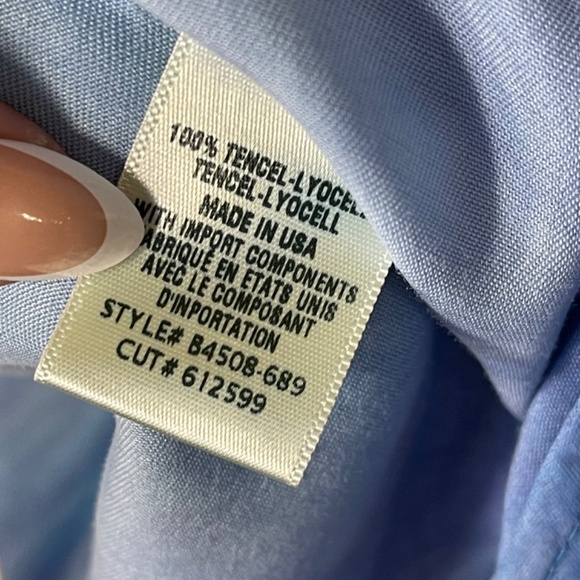 100% TENCEL-LYOCELL
TENCEL-LYOCELL
MADE IN USA
WITH IMPORT COMPONENTS
FABRIQUÉ EN ETATS UNIS
AVEC LE COMPOSANT
D'INPORTATION
STYLE# B4508-689
CUT# 612599